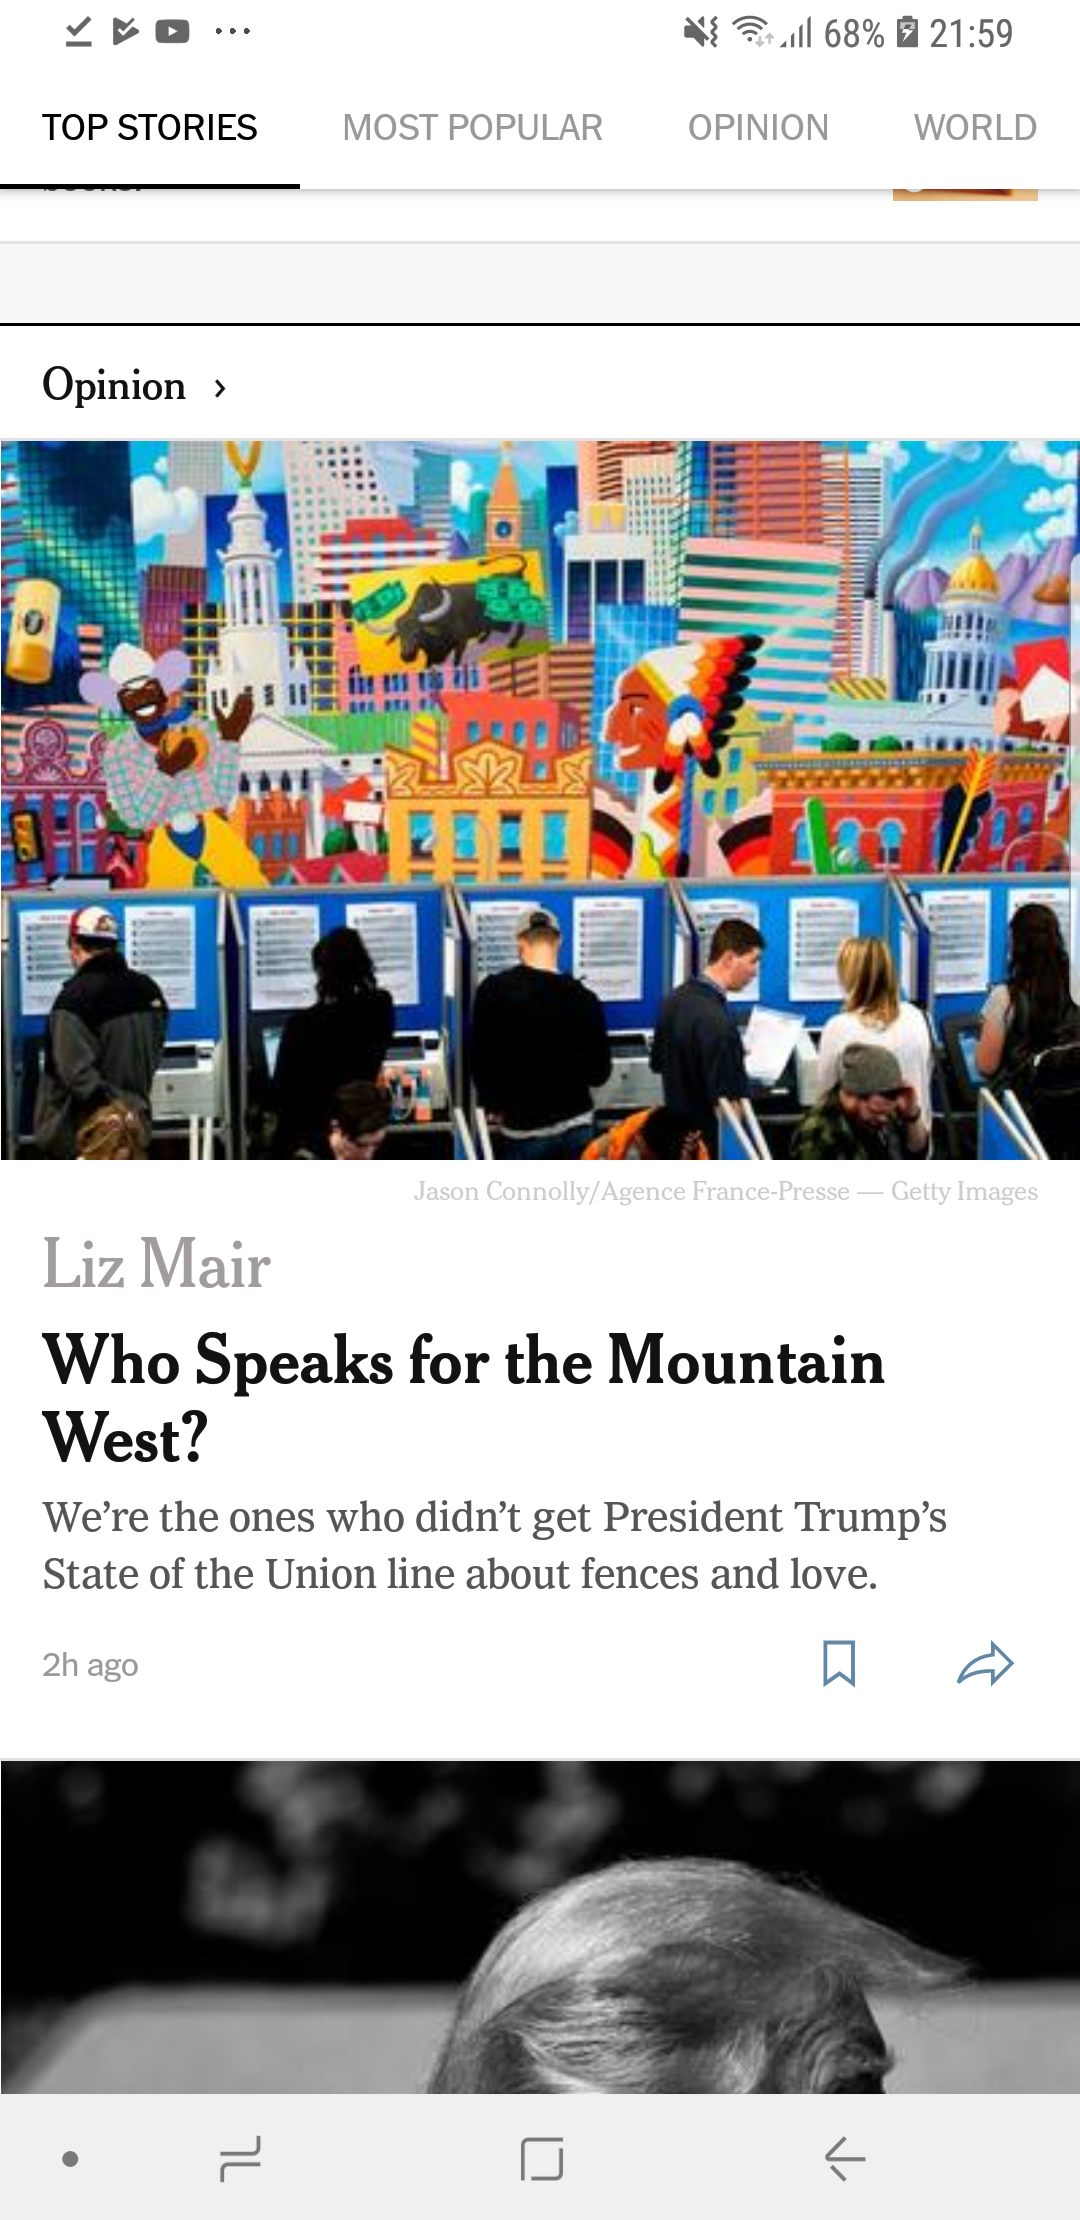 68% 21:59
TOP STORIES MOST POPULAR OPINION WORLD
Opinion
Jason Connolly/Agence France-Presse — Getty Images
Liz Mair
Who Speaks for the Mountain
West?
We’re the ones who didn’t get President Trump’s
State of the Union line about fences and love.
2h ago